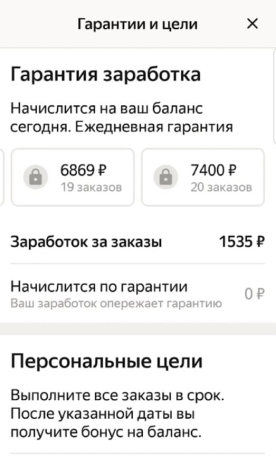 Гарантии и цели
Гарантия заработка
Начислится на ваш баланс
сегодня. Ежедневная гарантия
6869 ₽
19 заказов
7400 ₽
20 заказов
Заработок за заказы 1535 ₽
Начислится по гарантии 0 ₽
Ваш заработок опережает гарантию
Персональные цели
Выполните все заказы в срок.
После указанной даты вы
получите бонус на баланс.